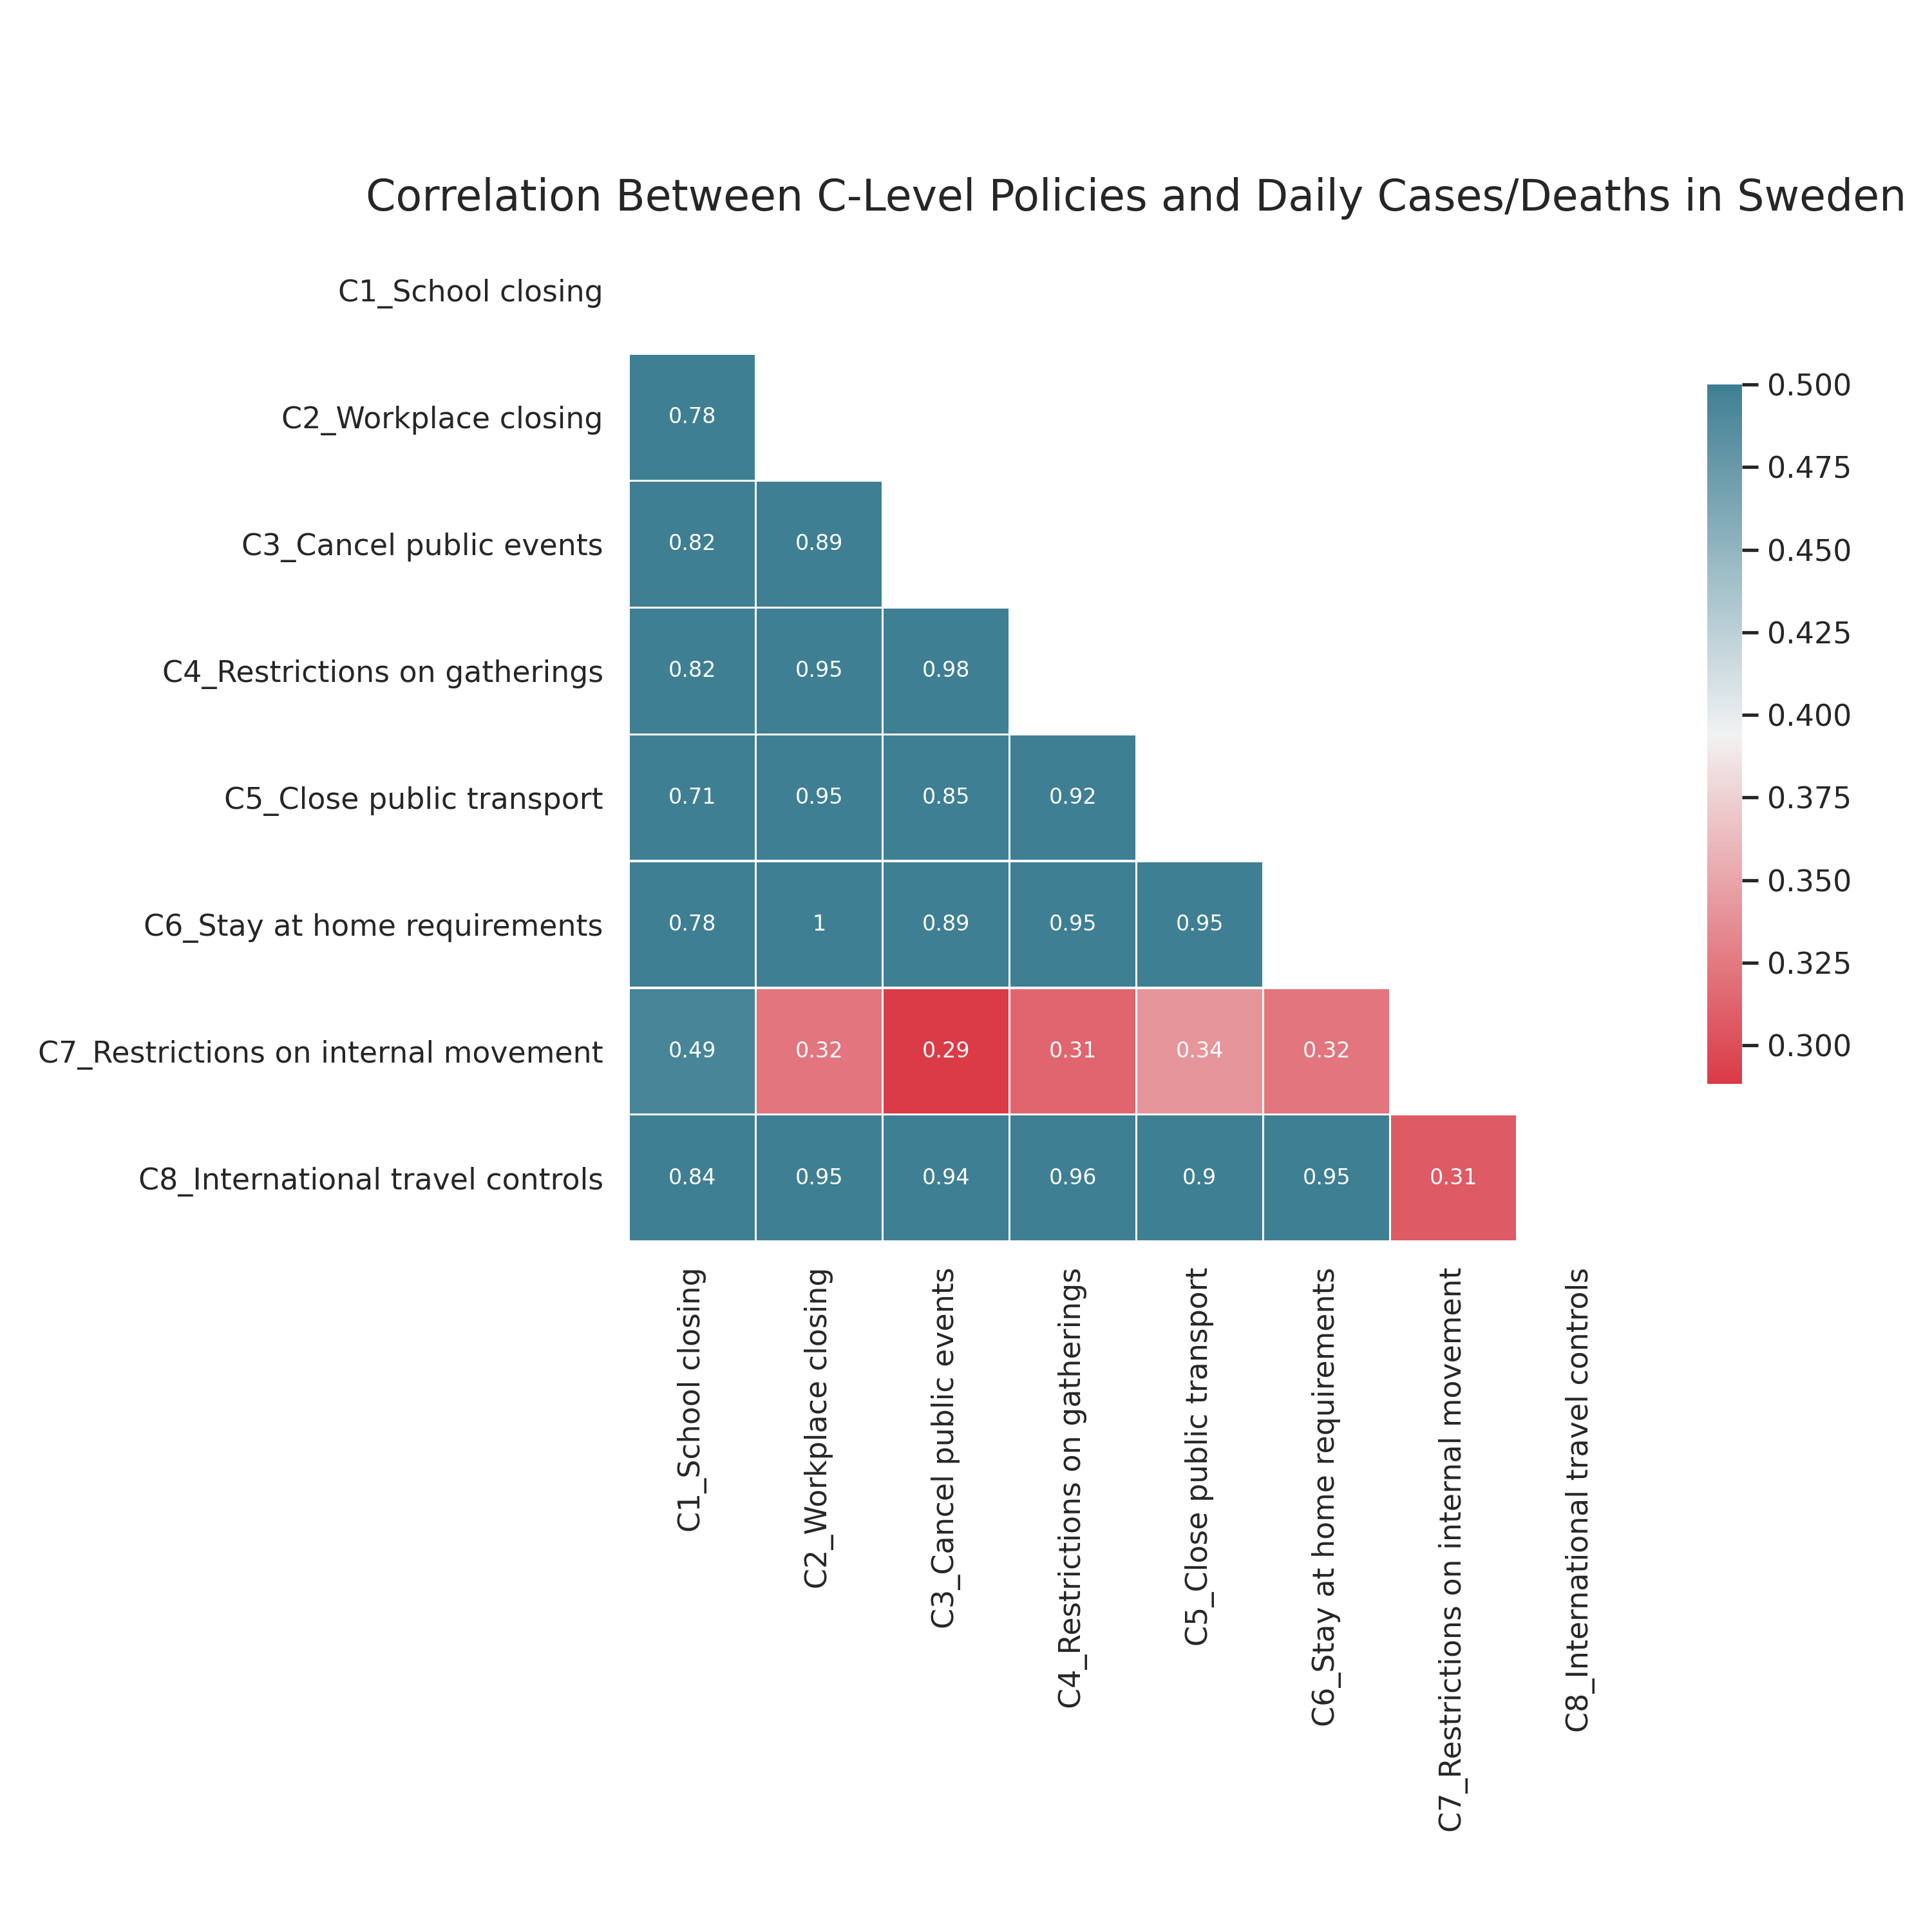 Correlation Between C-Level Policies and Daily Cases/Deaths in Sweden
C1_School closing
C2_Workplace closing
0.78
C3_Cancel public events
0.82 0.89
C4_Restrictions on gatherings
0.82 0.95 0.98
C5_Close public transport
0.71 0.95 0.85 0.92
C6_Stay at home requirements
0.78 1 0.89 0.95 0.95
C7_Restrictions on internal movement
0.49 0.32 0.29 0.31 0.34 0.32
C8_International travel controls
0.84 0.95 0.94 0.96 0.9 0.95 0.31
C1_School closing
C2_Workplace closing
C3_Cancel public events
C4_Restrictions on gatherings
C5_Close public transport
C6_Stay at home requirements
C7_Restrictions on internal movement
C8_International travel controls
0.500
0.475
0.450
0.425
0.400
0.375
0.350
0.325
0.300